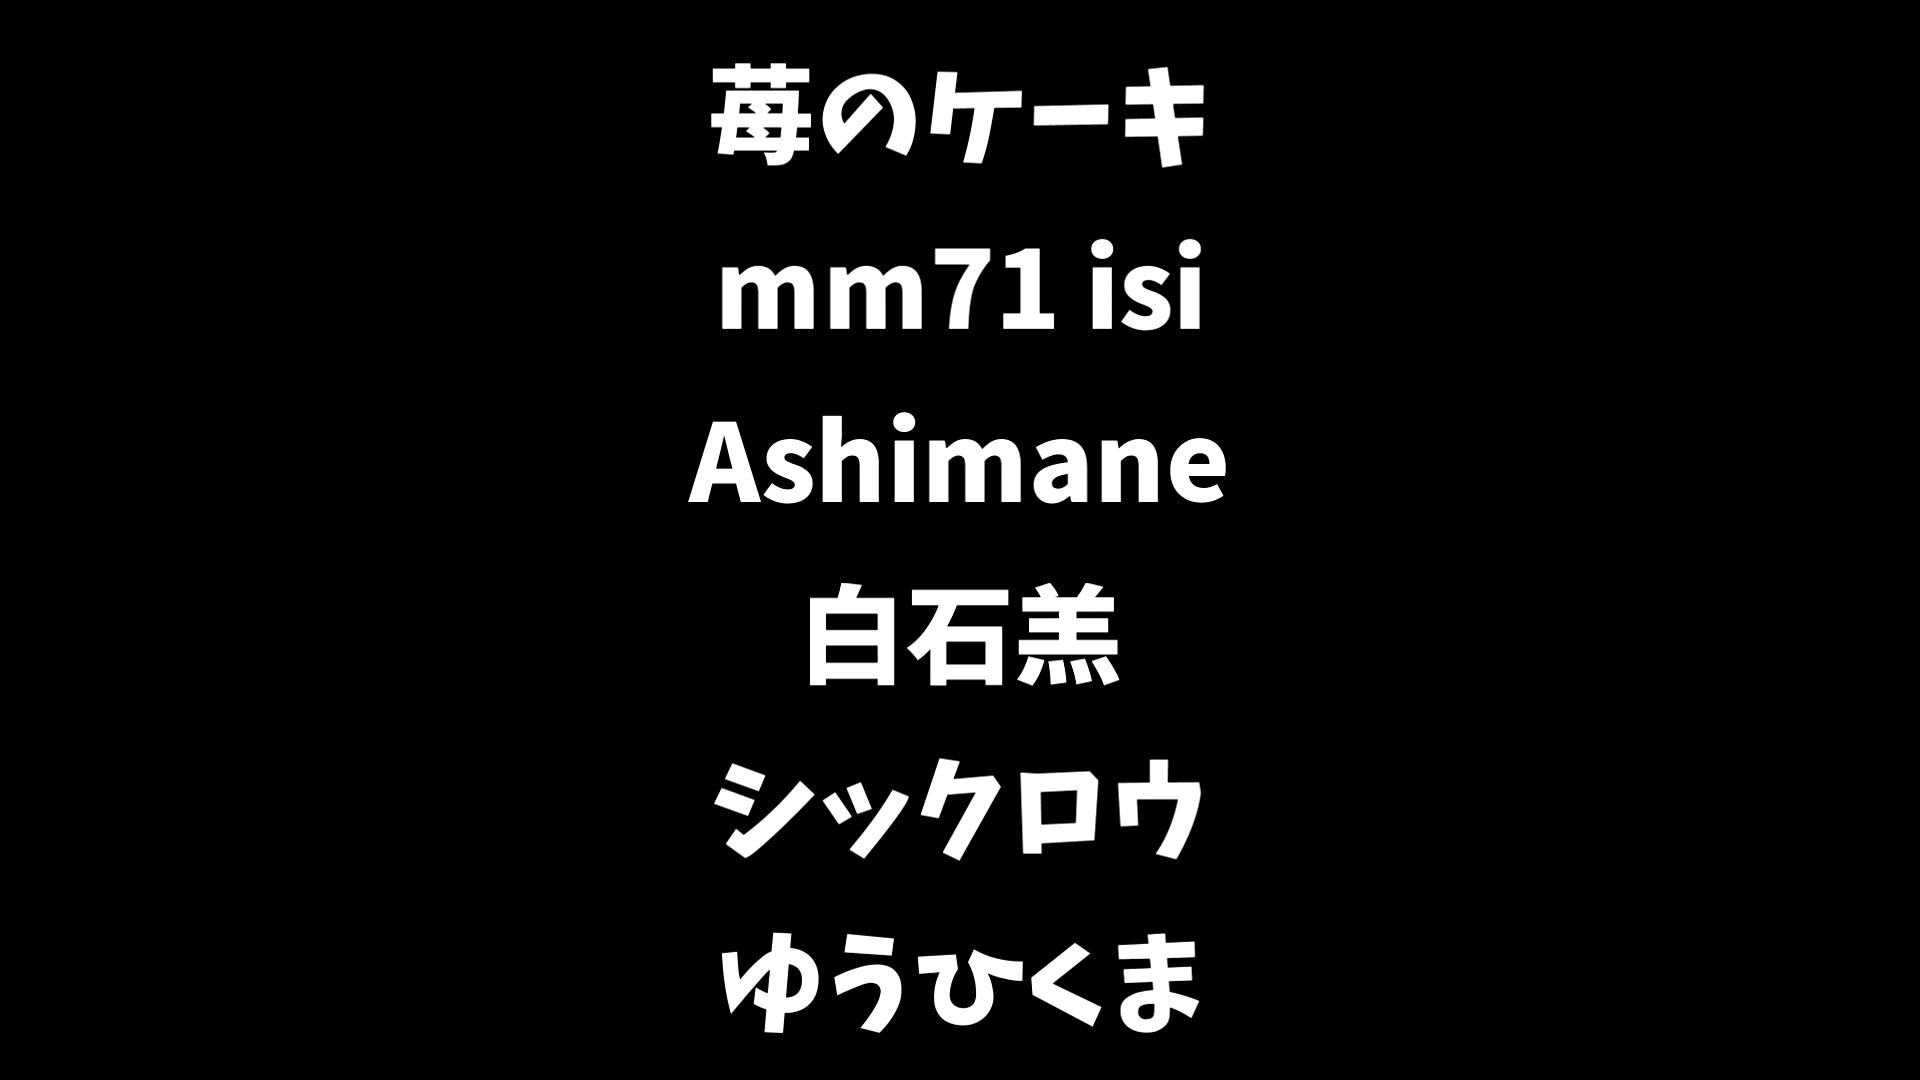 苺のケーキ
mm71 isi
Ashimane
白石羔
シックロウ
ゆうひくま